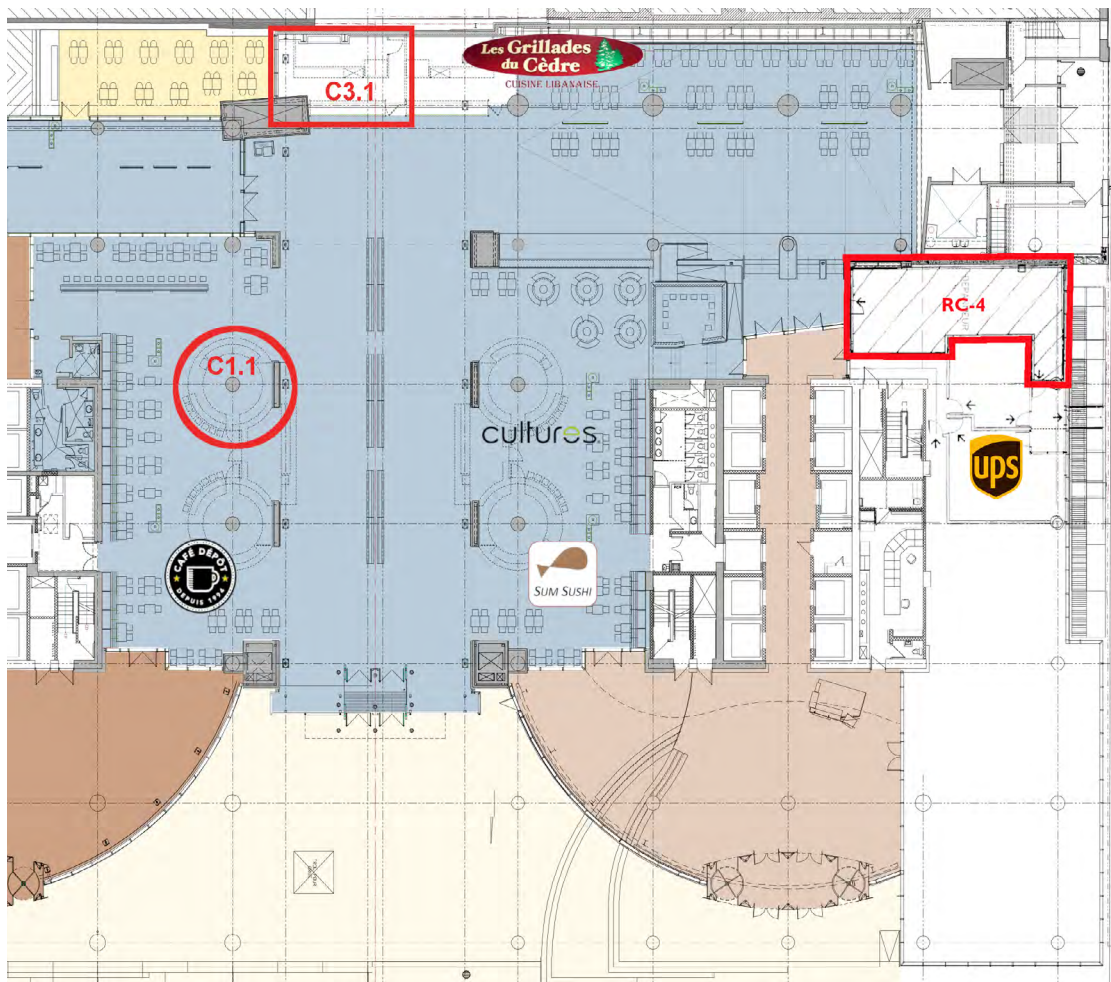 Les Grillades
du Cèdre
CUISINE LIBANAISE
C3.1
RC-4
C1.1
cultures
ups
CAFÉ DÉPÔT
DEPUIS 1994
SUM SUSHI